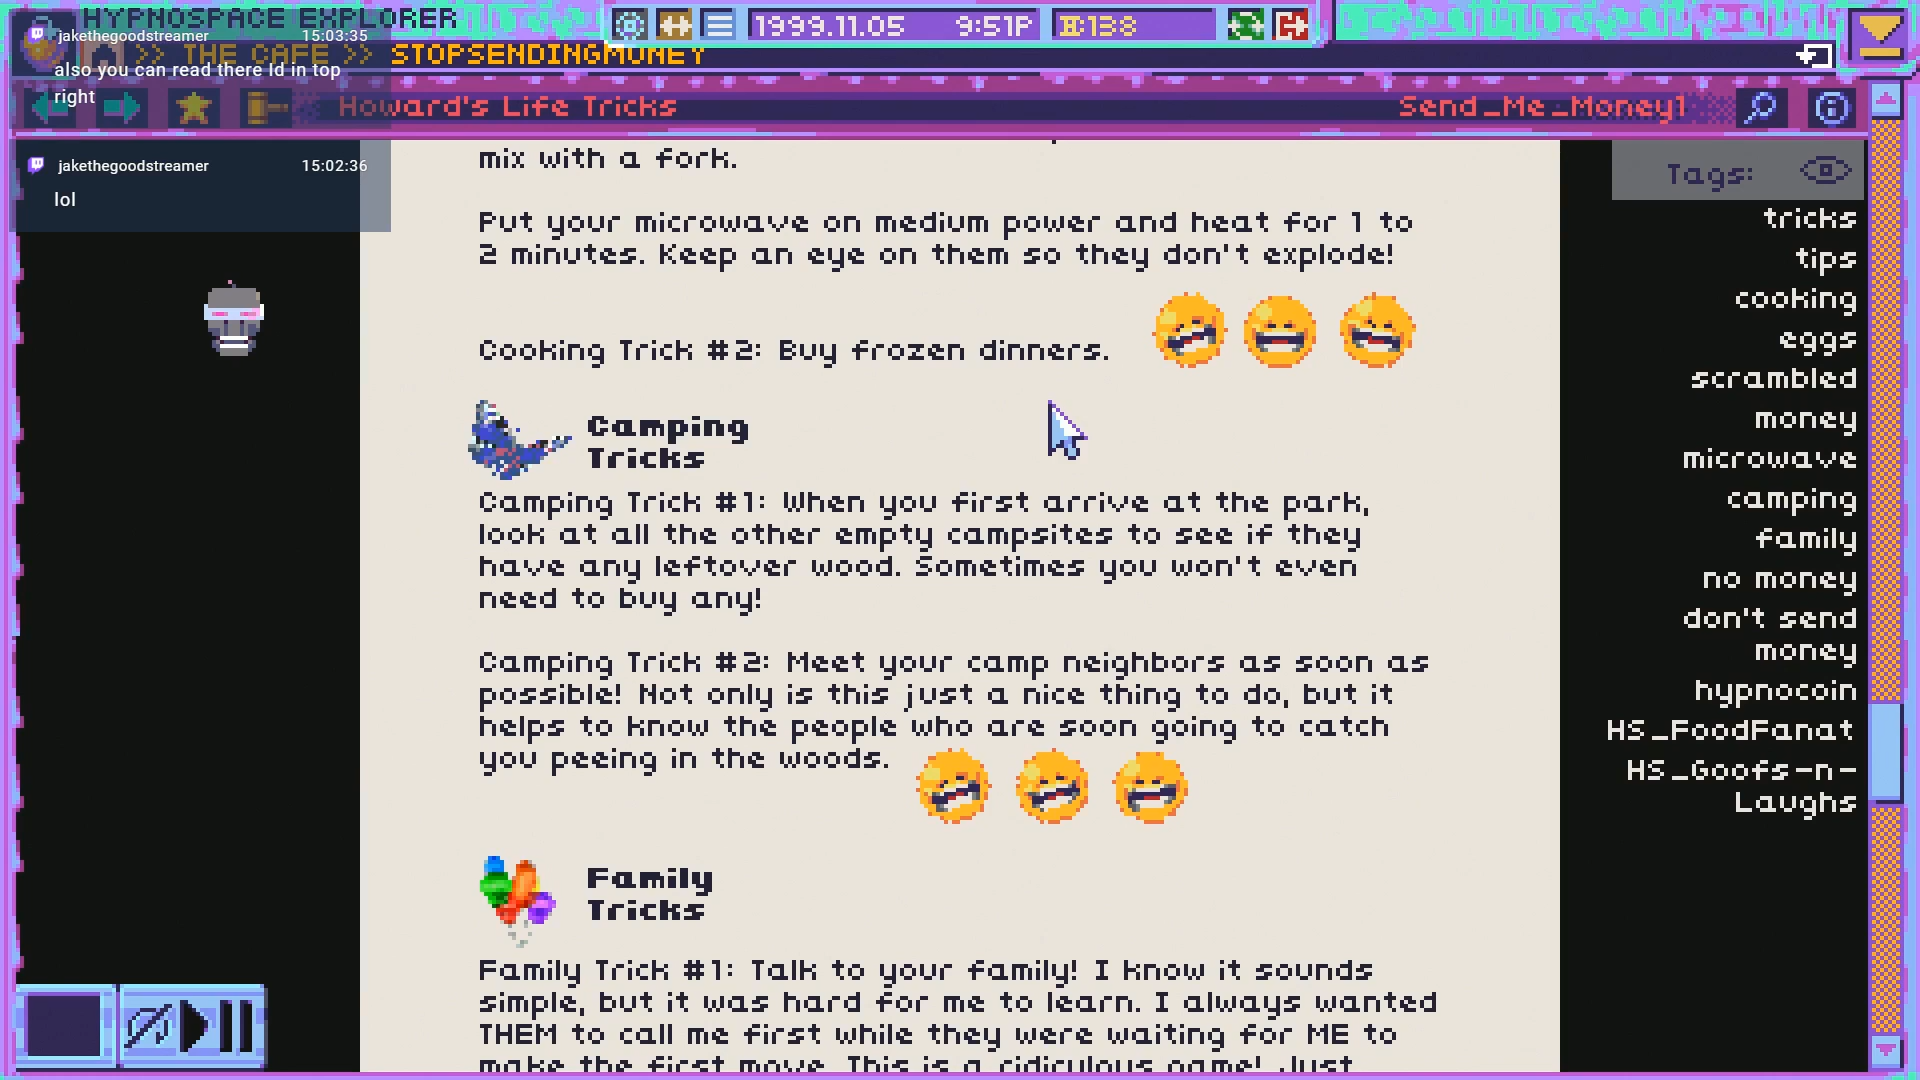 HYPNOSPACE EXPLORER
1999.11.05 9:51P 138
jakethegoodstreamer 15:03:35
>> THE CAFE >> STOPSENDINGMONEY
also you can read there Id in top
right
Howard's Life Tricks Send_Me_Money1
jakethegoodstreamer 15:02:36
lol
mix with a fork.
Put your microwave on medium power and heat for 1 to
2 minutes. Keep an eye on them so they don't explode!
Cooking Trick #2: Buy frozen dinners.
Camping
Tricks
Camping Trick #1: When you first arrive at the park,
look at all the other empty campsites to see if they
have any leftover wood. Sometimes you won't even
need to buy any!
Camping Trick #2: Meet your camp neighbors as soon as
possible! Not only is this just a nice thing to do, but it
helps to know the people who are soon going to catch
you peeing in the woods.
Family
Tricks
Family Trick #1: Talk to your family! I know it sounds
simple, but it was hard for me to learn. I always wanted
THEM to call me first while they were waiting for ME to
make the first move. This is a ridiculous game! Just
Tags:
tricks
tips
cooking
eggs
scrambled
money
microwave
camping
family
no money
don't send
money
hypnocoin
HS_FoodFanat
HS_Goofs-n-
Laughs